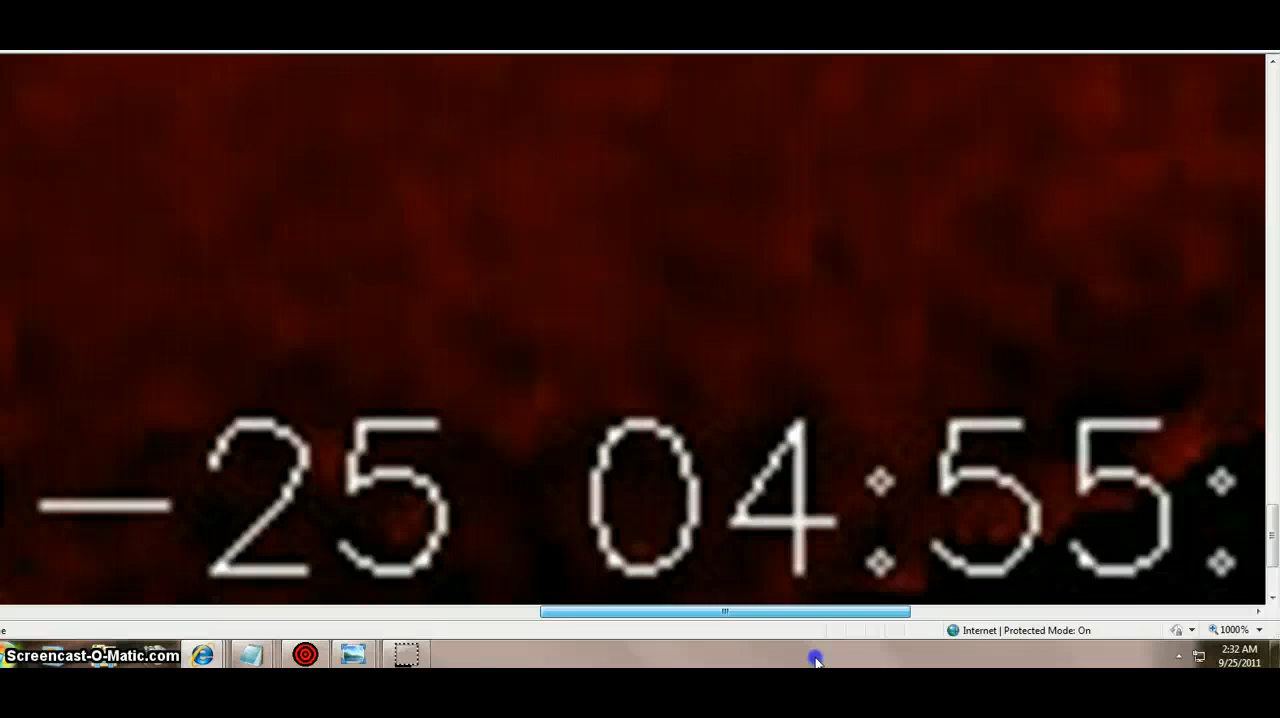 -25 04:55:
Internet | Protected Mode: On
1000%
Screencast-O-Matic.com
2:32 AM
9/25/2011